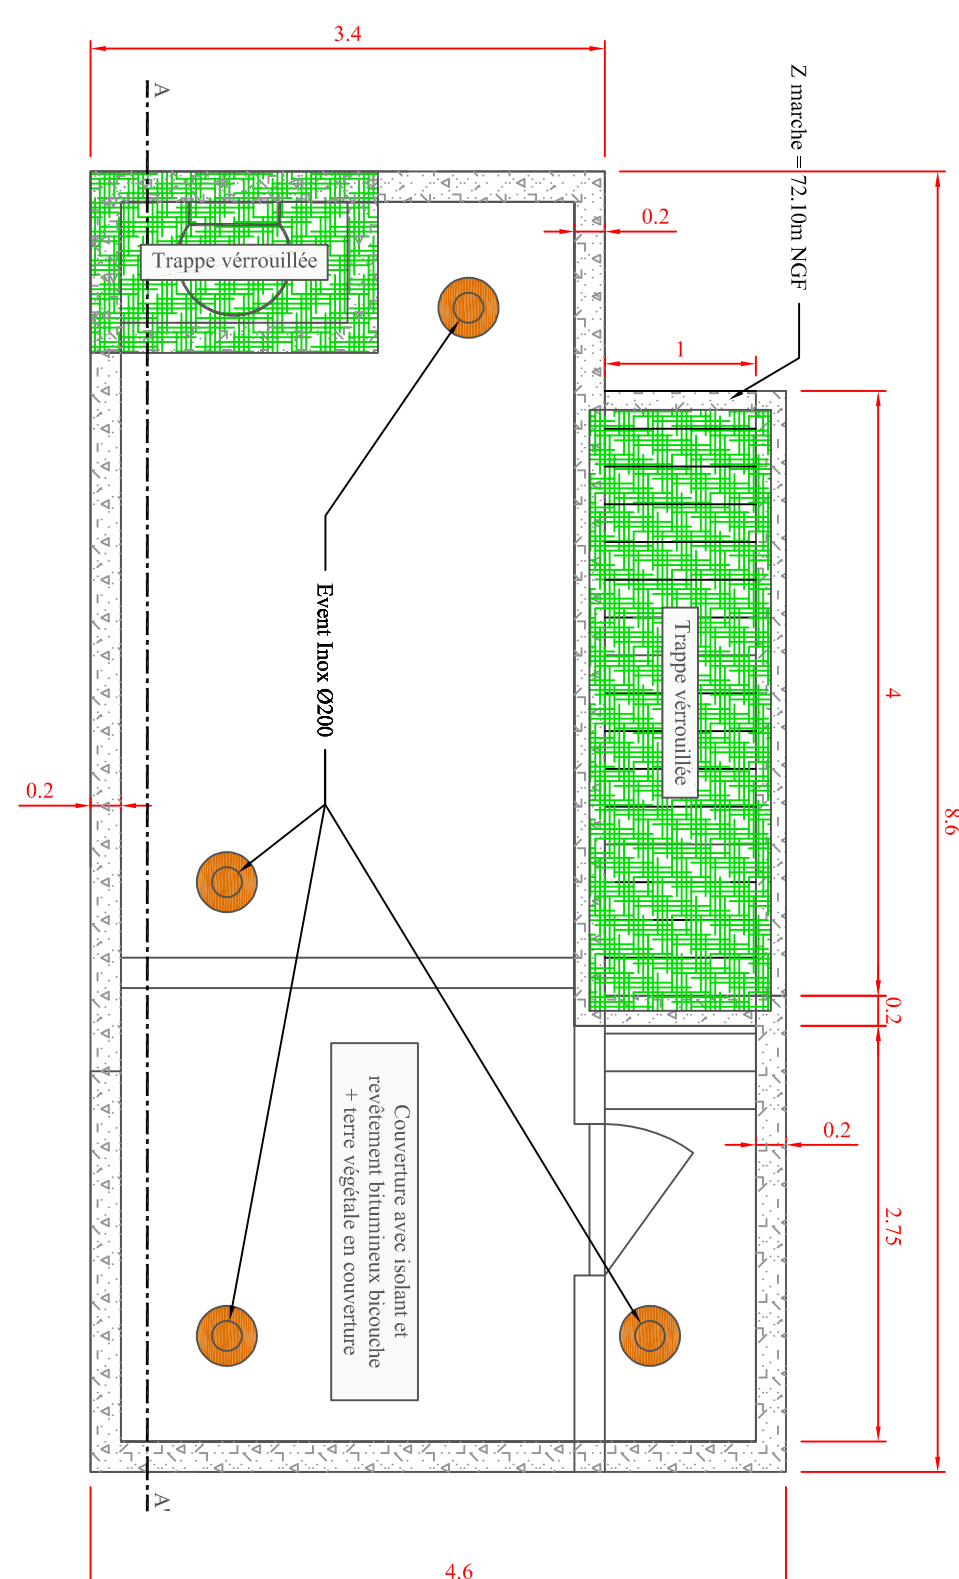 3.4
A
Z marche = 72.10m NGF
0.2
Trappe vérrouillée
1
Event Inox Ø200
Trappe vérrouillée
4
0.2
8.6
0.2
Couverture avec isolant et
revêtement bitumineux bicouche
+ terre végétale en couverture
0.2
2.75
A'
4.6